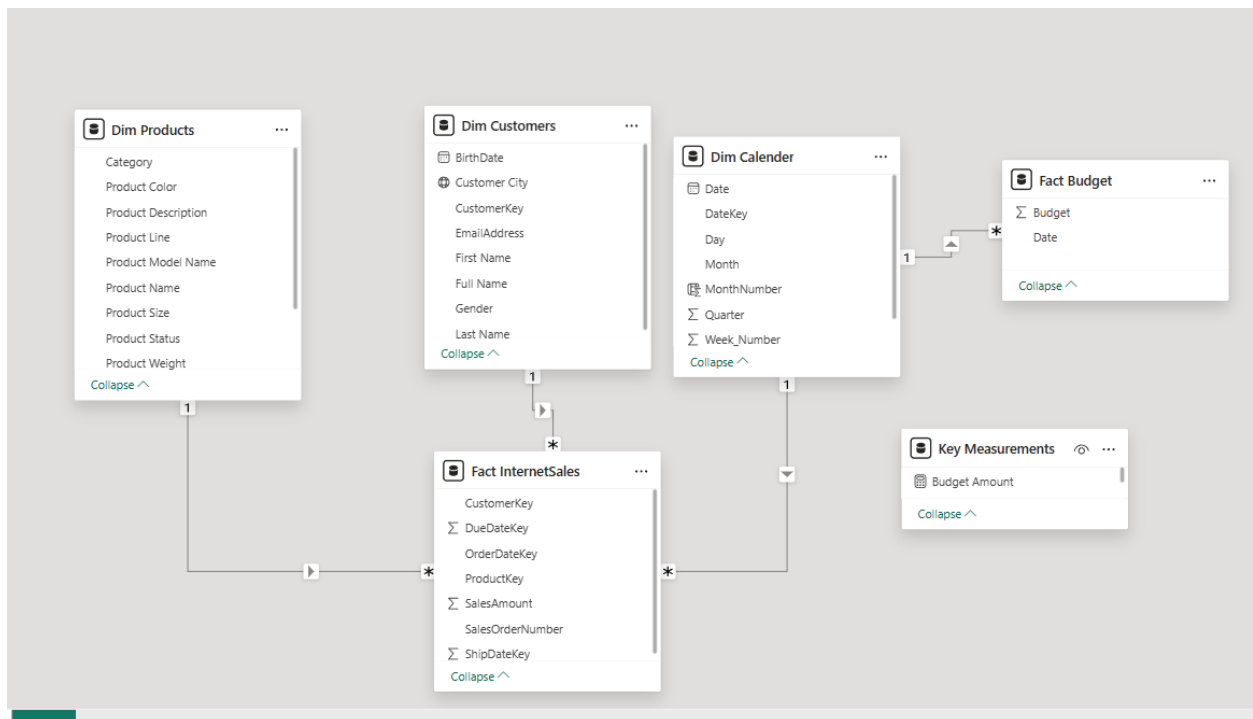 Dim Products
Category
Product Color
Product Description
Product Line
Product Model Name
Product Name
Product Size
Product Status
Product Weight
Collapse
1
Dim Customers
BirthDate
Customer City
CustomerKey
EmailAddress
First Name
Full Name
Gender
Last Name
Collapse
1
*
Dim Calender
Date
DateKey
Day
Month
MonthNumber
Σ Quarter
Σ Week_Number
Collapse
1
1
*
Fact Budget
Σ Budget
Date
Collapse
Fact InternetSales
CustomerKey
Σ DueDateKey
OrderDateKey
ProductKey
Σ SalesAmount
SalesOrderNumber
Σ ShipDateKey
Collapse
*
*
Key Measurements
Budget Amount
Collapse